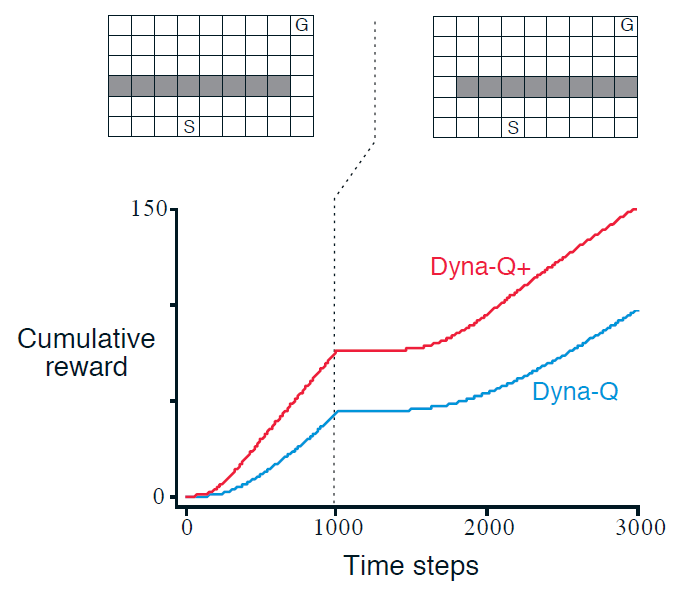 G
S
G
S
150
Dyna-Q+
Cumulative
reward
Dyna-Q
0
0
1000
2000
3000
Time steps